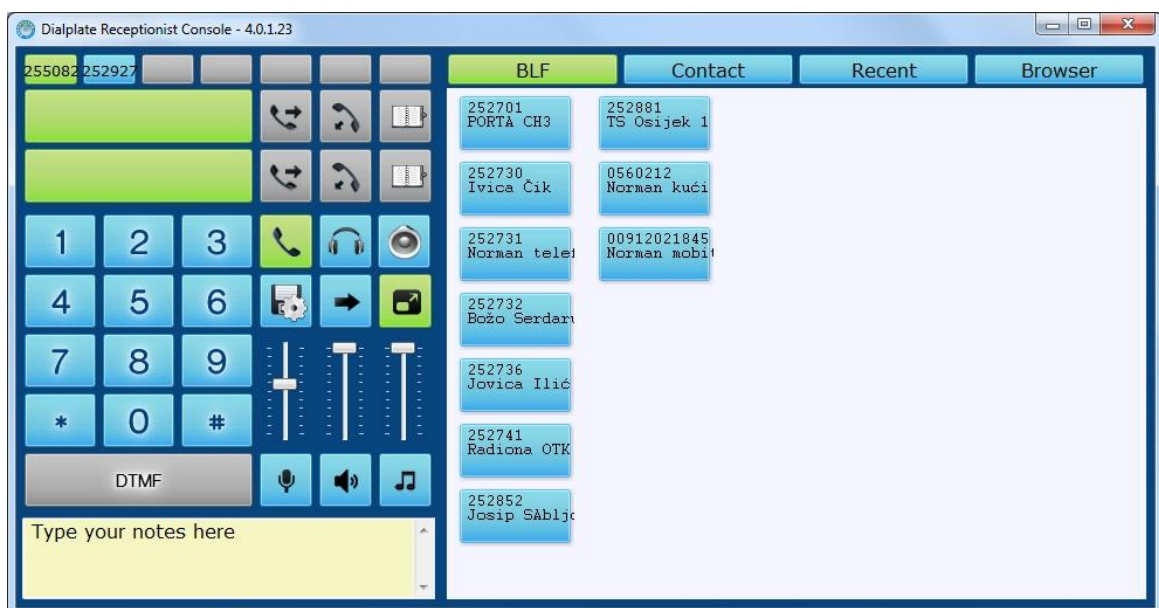 Dialplate Receptionist Console - 4.0.1.23
255082 252927
BLF Contact Recent Browser
252701
PORTA CH3
252881
TS Osijek 1
252730
Ivica Čik
0560212
Norman kući
252731
Norman telef
00912021845
Norman mobit
252732
Božo Serdaru
252736
Jovica Ilić
252741
Radiona OTK
252852
Josip SAbljo
1 2 3
4 5 6
7 8 9
* 0 #
DTMF
Type your notes here